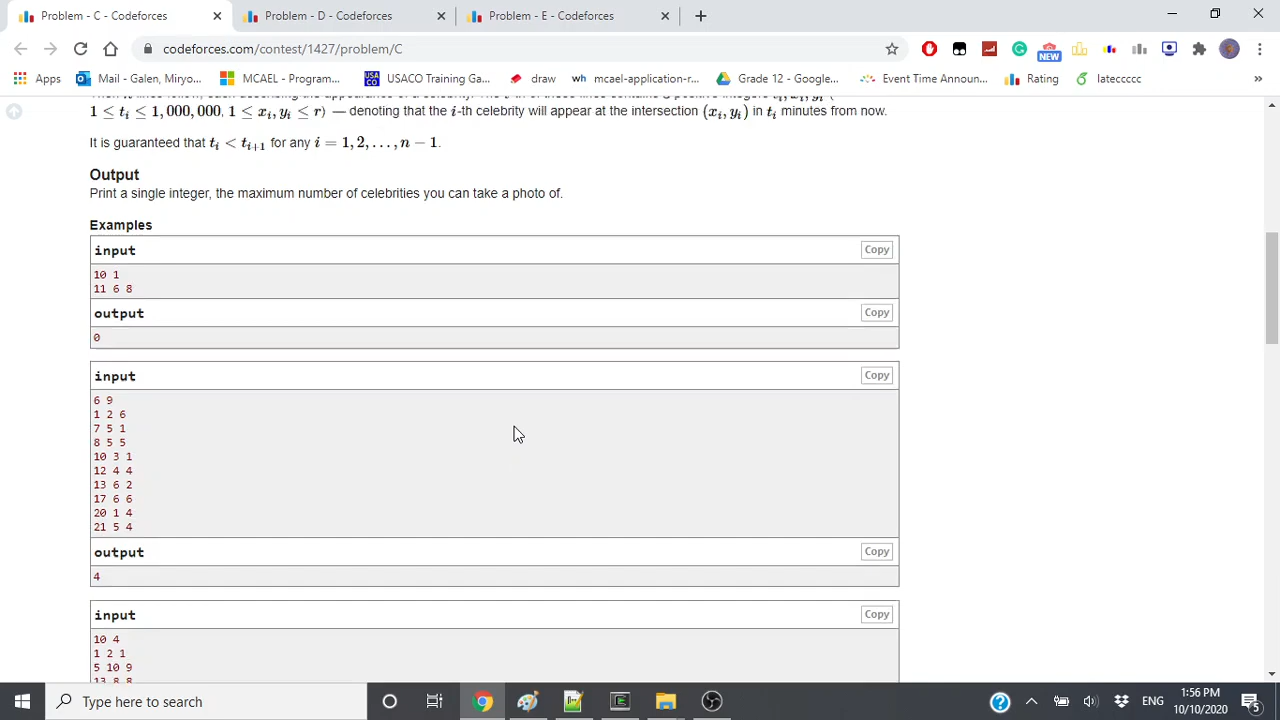 Problem - C - Codeforces
Problem - D - Codeforces
Problem - E - Codeforces
codeforces.com/contest/1427/problem/C
NEW
Apps
Mail - Galen, Miryo...
MCAEL - Program...
USACO
USACO Training Ga...
draw
wh mcael-application-r...
Grade 12 - Google...
Event Time Announ...
Rating
lateccccc
»
1 ≤ tᵢ ≤ 1,000,000, 1 ≤ xᵢ, yᵢ ≤ r) — denoting that the i-th celebrity will appear at the intersection (xᵢ, yᵢ) in tᵢ minutes from now.
It is guaranteed that tᵢ < tᵢ₊₁ for any i = 1, 2, …, n − 1.
Output
Print a single integer, the maximum number of celebrities you can take a photo of.
Examples
input
Copy
10 1
11 6 8
output
Copy
0
input
Copy
6 9
1 2 6
7 5 1
8 5 5
10 3 1
12 4 4
13 6 2
17 6 6
20 1 4
21 5 4
output
Copy
4
input
Copy
10 4
1 2 1
5 10 9
13 8 8
Type here to search
ENG
1:56 PM
10/10/2020
5